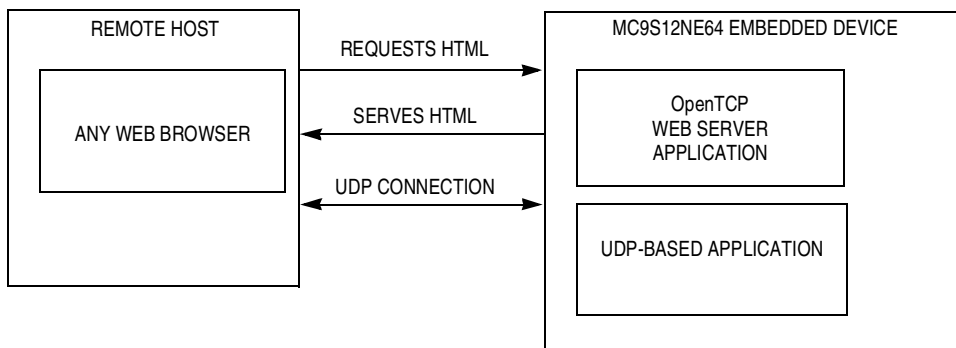 REMOTE HOST
ANY WEB BROWSER
REQUESTS HTML
SERVES HTML
UDP CONNECTION
MC9S12NE64 EMBEDDED DEVICE
OpenTCP
WEB SERVER
APPLICATION
UDP-BASED APPLICATION